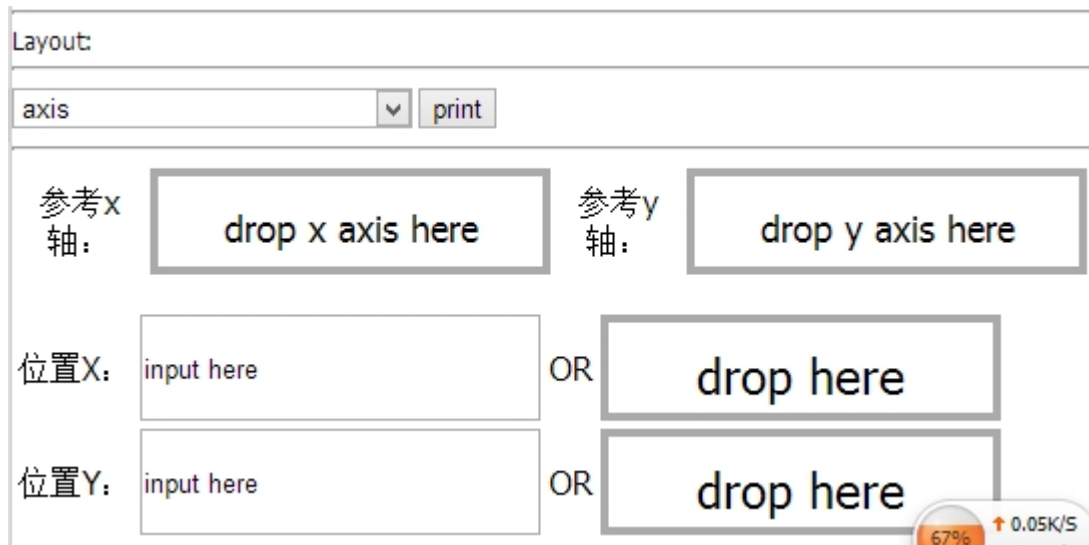 Layout:
axis print
参考x
轴：
drop x axis here
参考y
轴：
drop y axis here
位置X： input here OR drop here
位置Y： input here OR drop here
67% ↑ 0.05K/S